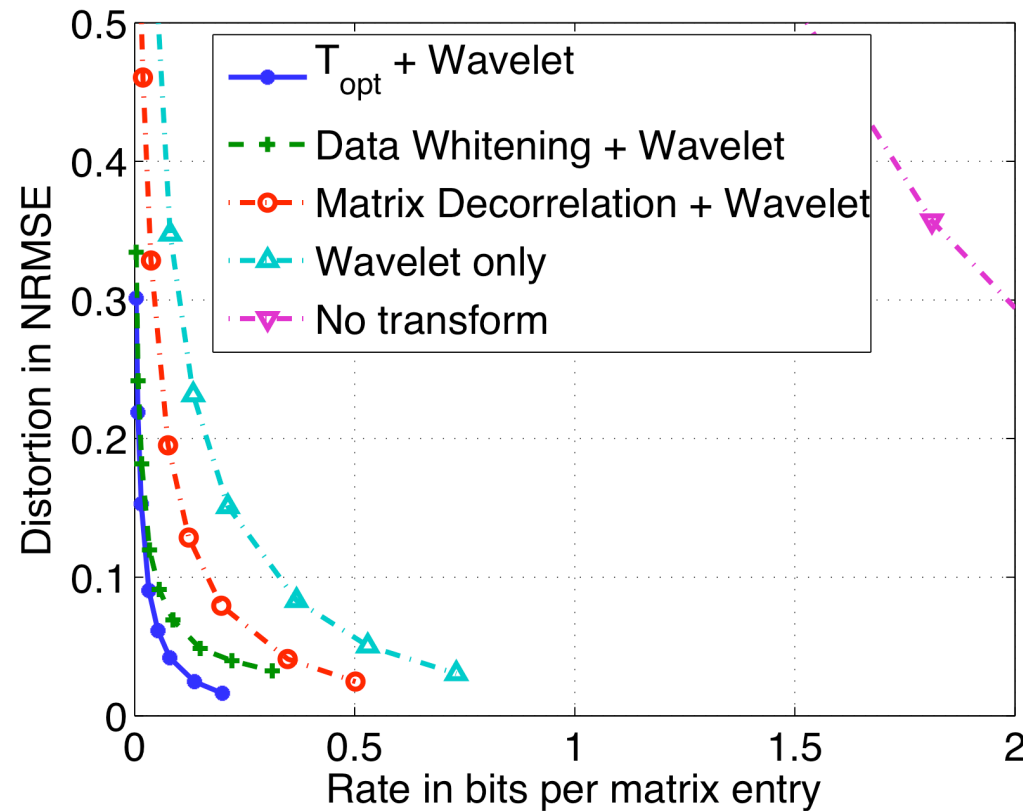 0.5
0.4
0.3
0.2
0.1
0
Distortion in NRMSE
T_opt + Wavelet
Data Whitening + Wavelet
Matrix Decorrelation + Wavelet
Wavelet only
No transform
0 0.5 1 1.5 2
Rate in bits per matrix entry